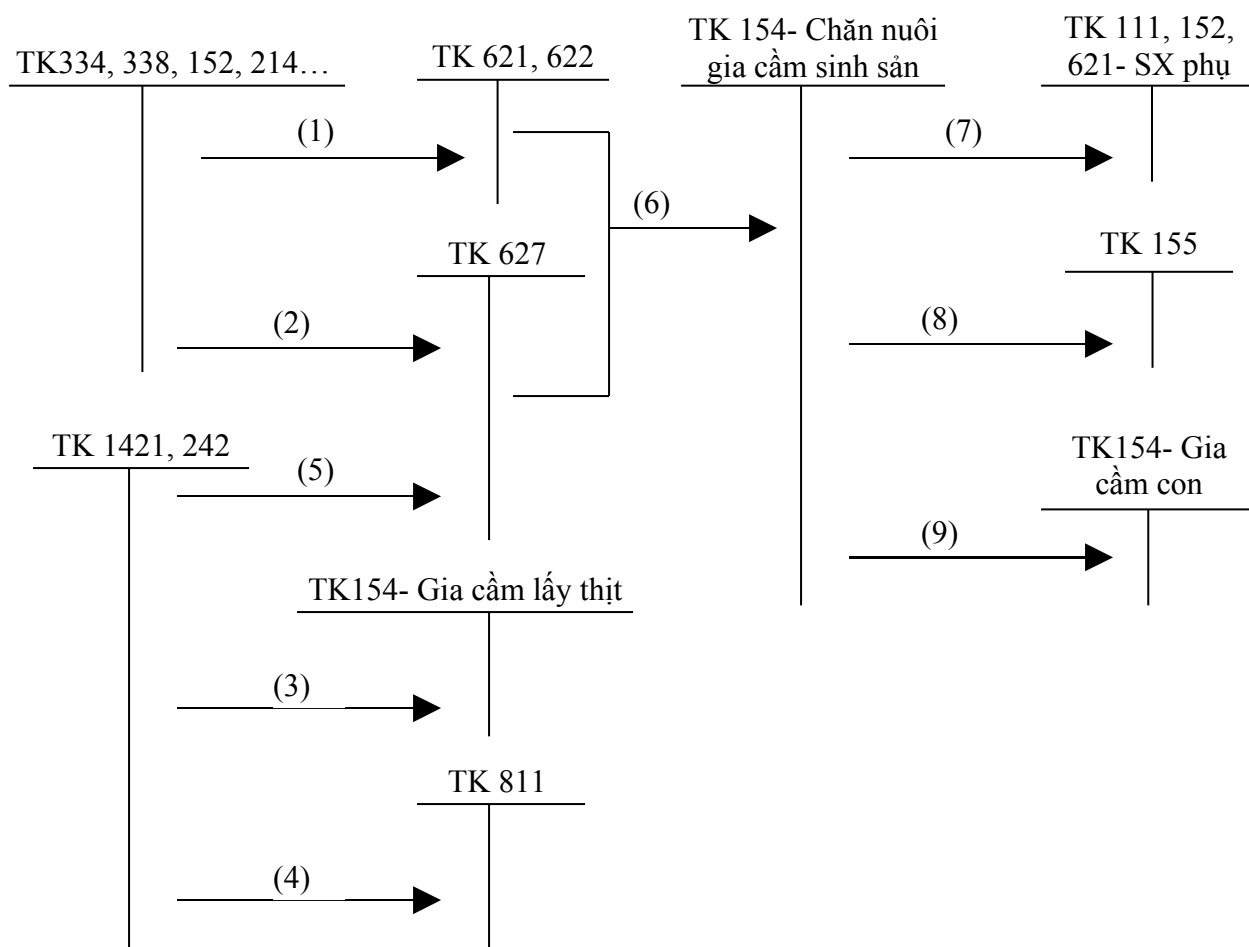 TK334, 338, 152, 214…
TK 621, 622
TK 154- Chăn nuôi
gia cầm sinh sản
TK 111, 152,
621- SX phụ
(1)
(7)
(6)
TK 627
TK 155
(2)
(8)
TK 1421, 242
(5)
TK154- Gia
cầm con
(9)
TK154- Gia cầm lấy thịt
(3)
TK 811
(4)